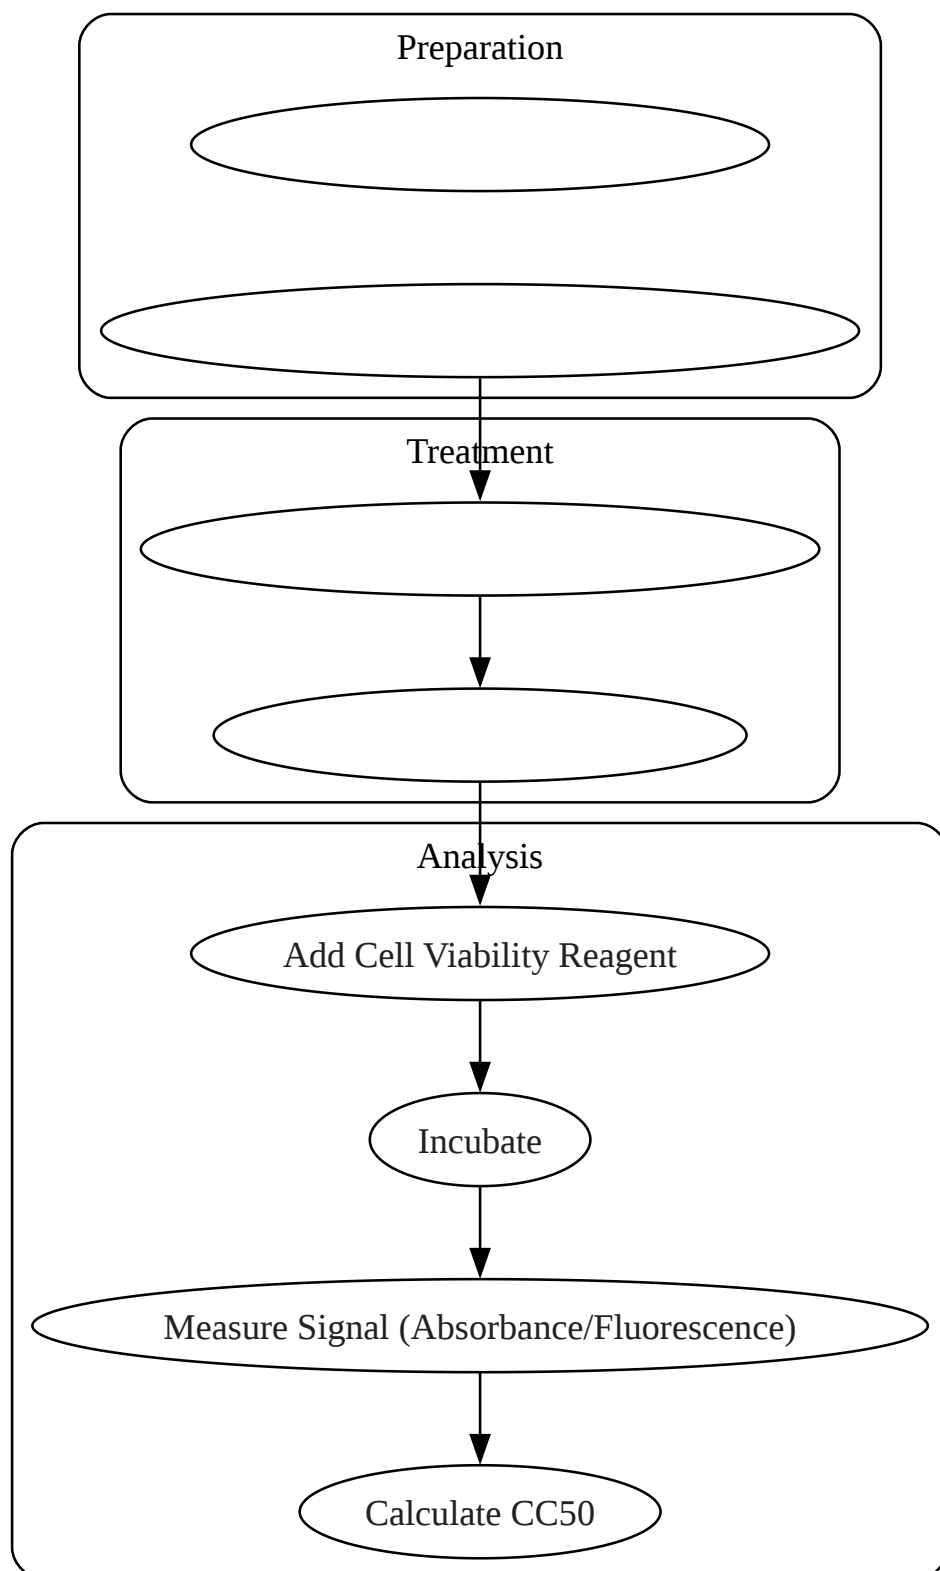 Preparation
Treatment
Analysis
Add Cell Viability Reagent
Incubate
Measure Signal (Absorbance/Fluorescence)
Calculate CC50